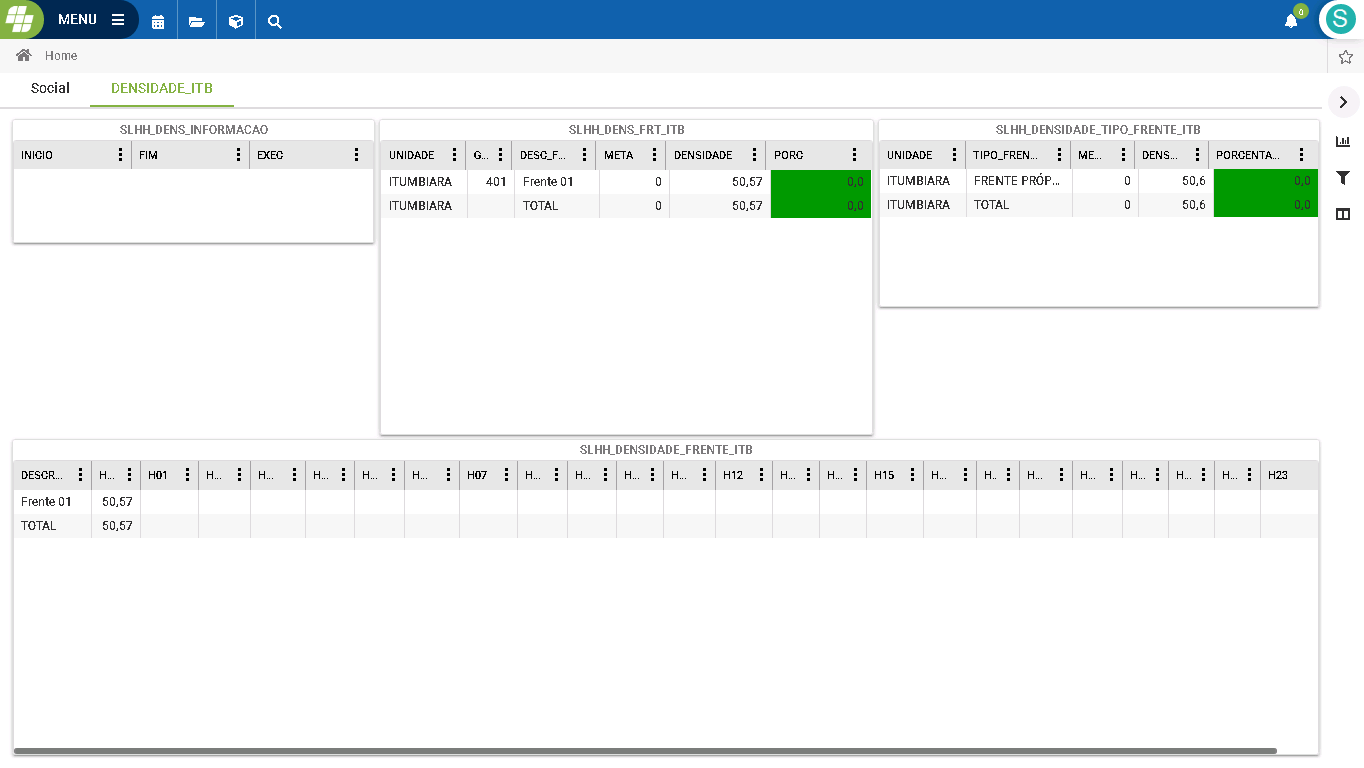 MENU
0
S
Home
Social
DENSIDADE_ITB
SLHH_DENS_INFORMACAO
INICIO FIM EXEC
SLHH_DENS_FRT_ITB
UNIDADE G... DESC_F... META DENSIDADE PORC
ITUMBIARA 401 Frente 01 0 50,57 0,0
ITUMBIARA TOTAL 0 50,57 0,0
SLHH_DENSIDADE_TIPO_FRENTE_ITB
UNIDADE TIPO_FREN... ME... DENS... PORCENTA...
ITUMBIARA FRENTE PRÓP... 0 50,6 0,0
ITUMBIARA TOTAL 0 50,6 0,0
SLHH_DENSIDADE_FRENTE_ITB
DESCR... H... H01 H... H... H... H... H... H07 H... H... H... H... H12 H... H... H15 H... H... H... H... H... H... H... H23
Frente 01 50,57
TOTAL 50,57